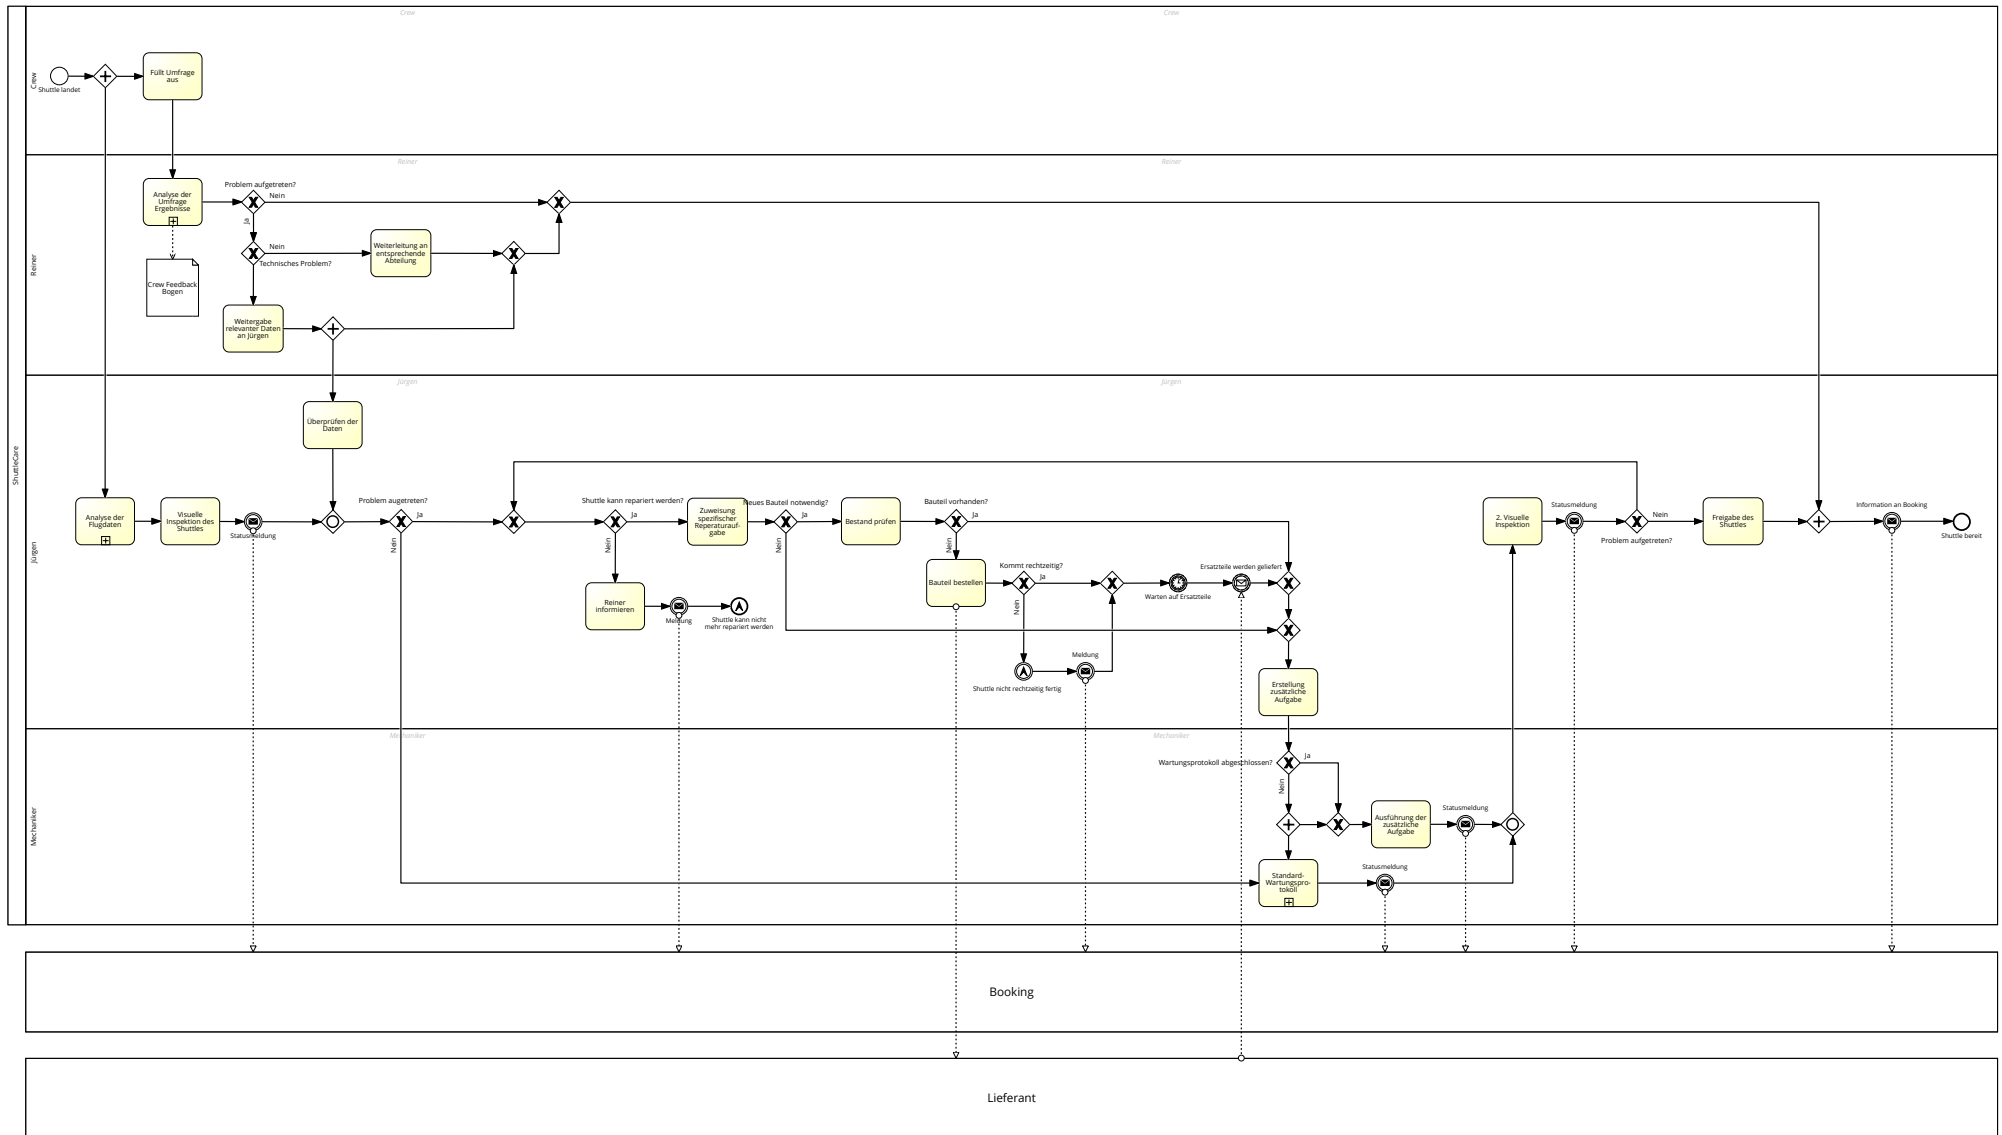 Crew
Crew
Crew
Shuttle landet
Füllt Umfrage
aus
Reiner
Reiner
Reiner
Analyse der
Umfrage
Ergebnisse
Problem aufgetreten?
Nein
Ja
Nein
Technisches Problem?
Weiterleitung an
entsprechende
Abteilung
Crew Feedback
Bogen
Weitergabe
relevanter Daten
an Jürgen
ShuttleCare
Jürgen
Jürgen
Jürgen
Überprüfen der
Daten
Analyse der
Flugdaten
Visuelle
Inspektion des
Shuttles
Statusmeldung
Problem augetreten?
Ja
Nein
Shuttle kann repariert werden?
Ja
Nein
Zuweisung
spezifischer
Reperaturauf-
gabe
Neues Bauteil notwendig?
Ja
Nein
Bestand prüfen
Bauteil vorhanden?
Ja
Nein
Reiner
informieren
Meldung
Shuttle kann nicht
mehr repariert werden
Bauteil bestellen
Kommt rechtzeitig?
Ja
Nein
Warten auf Ersatzteile
Ersatzteile werden geliefert
Shuttle nicht rechtzeitig fertig
Meldung
Erstellung
zusätzliche
Aufgabe
2. Visuelle
Inspektion
Statusmeldung
Problem aufgetreten?
Nein
Freigabe des
Shuttles
Information an Booking
Shuttle bereit
Mechaniker
Mechaniker
Mechaniker
Wartungsprotokoll abgeschlossen?
Ja
Nein
Ausführung der
zusätzliche
Aufgabe
Statusmeldung
Standard-
Wartungspro-
tokoll
Statusmeldung
Booking
Lieferant